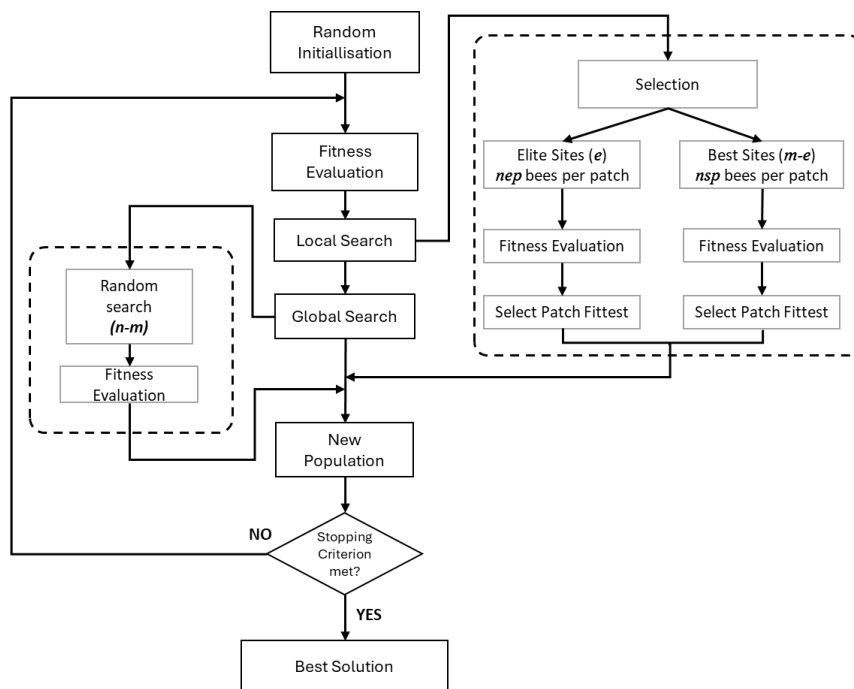 Random
Initiallisation
Fitness
Evaluation
Local Search
Global Search
Selection
Elite Sites (e)
nep bees per patch
Best Sites (m-e)
nsp bees per patch
Fitness Evaluation
Fitness Evaluation
Select Patch Fittest
Select Patch Fittest
Random
search
(n-m)
Fitness
Evaluation
New
Population
Stopping
Criterion
met?
NO
YES
Best Solution